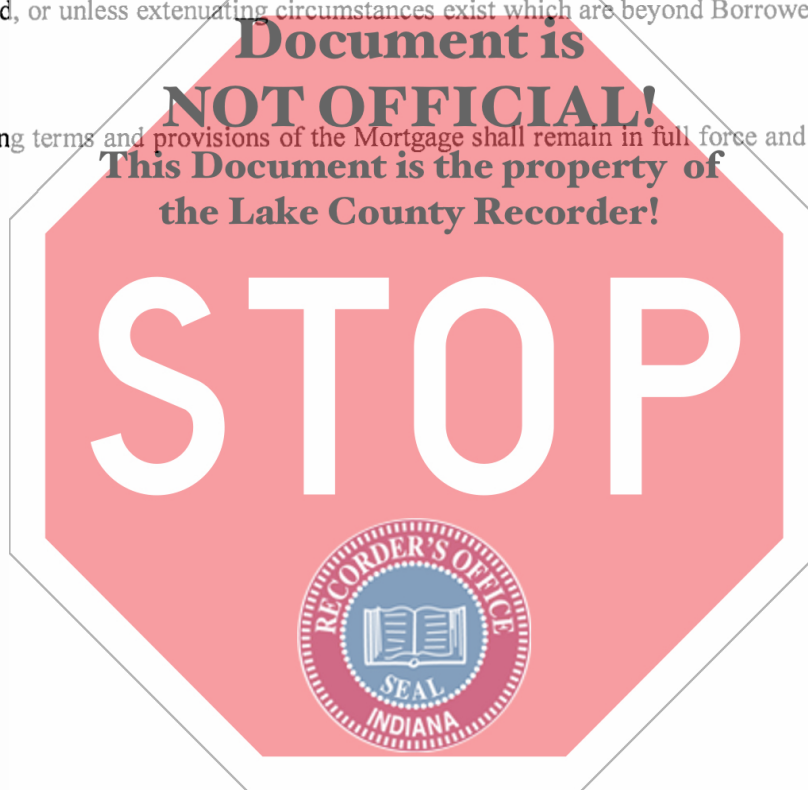 d, or unless extenuating circumstances exist which are beyond Borrowe
Document is
NOT OFFICIAL!
ng terms and provisions of the Mortgage shall remain in full force and
This Document is the property of
the Lake County Recorder!
STOP
RECORDER'S OFFICE
SEAL
INDIANA